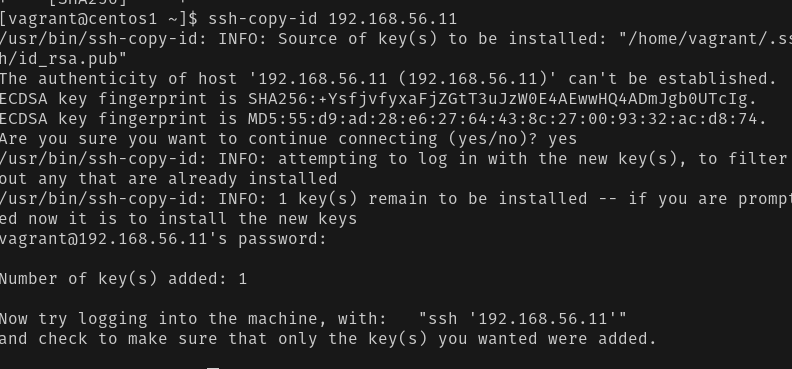 [vagrant@centos1 ~]$ ssh-copy-id 192.168.56.11
/usr/bin/ssh-copy-id: INFO: Source of key(s) to be installed: "/home/vagrant/.ss
h/id_rsa.pub"
The authenticity of host '192.168.56.11 (192.168.56.11)' can't be established.
ECDSA key fingerprint is SHA256:+YsfjvfyxaFjZGtT3uJzW0E4AEwwHQ4ADmJgb0UTcIg.
ECDSA key fingerprint is MD5:55:d9:ad:28:e6:27:64:43:8c:27:00:93:32:ac:d8:74.
Are you sure you want to continue connecting (yes/no)? yes
/usr/bin/ssh-copy-id: INFO: attempting to log in with the new key(s), to filter
out any that are already installed
/usr/bin/ssh-copy-id: INFO: 1 key(s) remain to be installed -- if you are prompt
ed now it is to install the new keys
vagrant@192.168.56.11's password:
Number of key(s) added: 1
Now try logging into the machine, with:   "ssh '192.168.56.11'"
and check to make sure that only the key(s) you wanted were added.